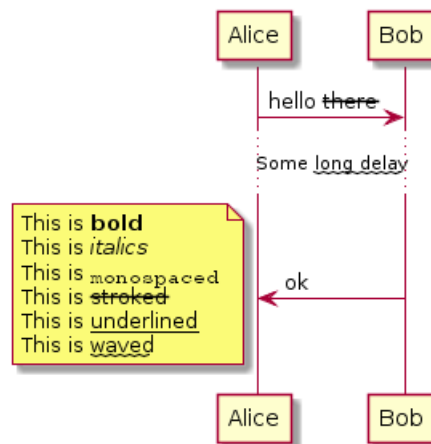 Alice Bob
hello there
Some long delay
This is bold
This is italics
This is monospaced
This is stroked
This is underlined
This is waved
ok
Alice Bob